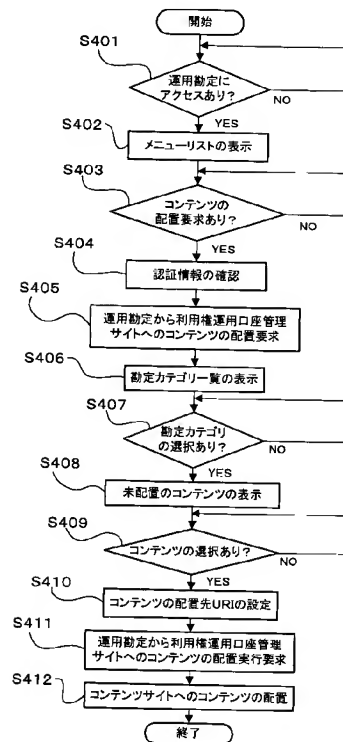 開始
S401
運用勘定に
アクセスあり?
NO
YES
S402
メニューリストの表示
S403
コンテンツの
配置要求あり?
NO
YES
S404
認証情報の確認
S405
運用勘定から利用権運用口座管理
サイトへのコンテンツの配置要求
S406
勘定カテゴリ一覧の表示
S407
勘定カテゴリ
の選択あり?
NO
YES
S408
未配置のコンテンツの表示
S409
コンテンツの選択あり?
NO
YES
S410
コンテンツの配置先URIの設定
S411
運用勘定から利用権運用口座管理
サイトへのコンテンツの配置実行要求
S412
コンテンツサイトへのコンテンツの配置
終了